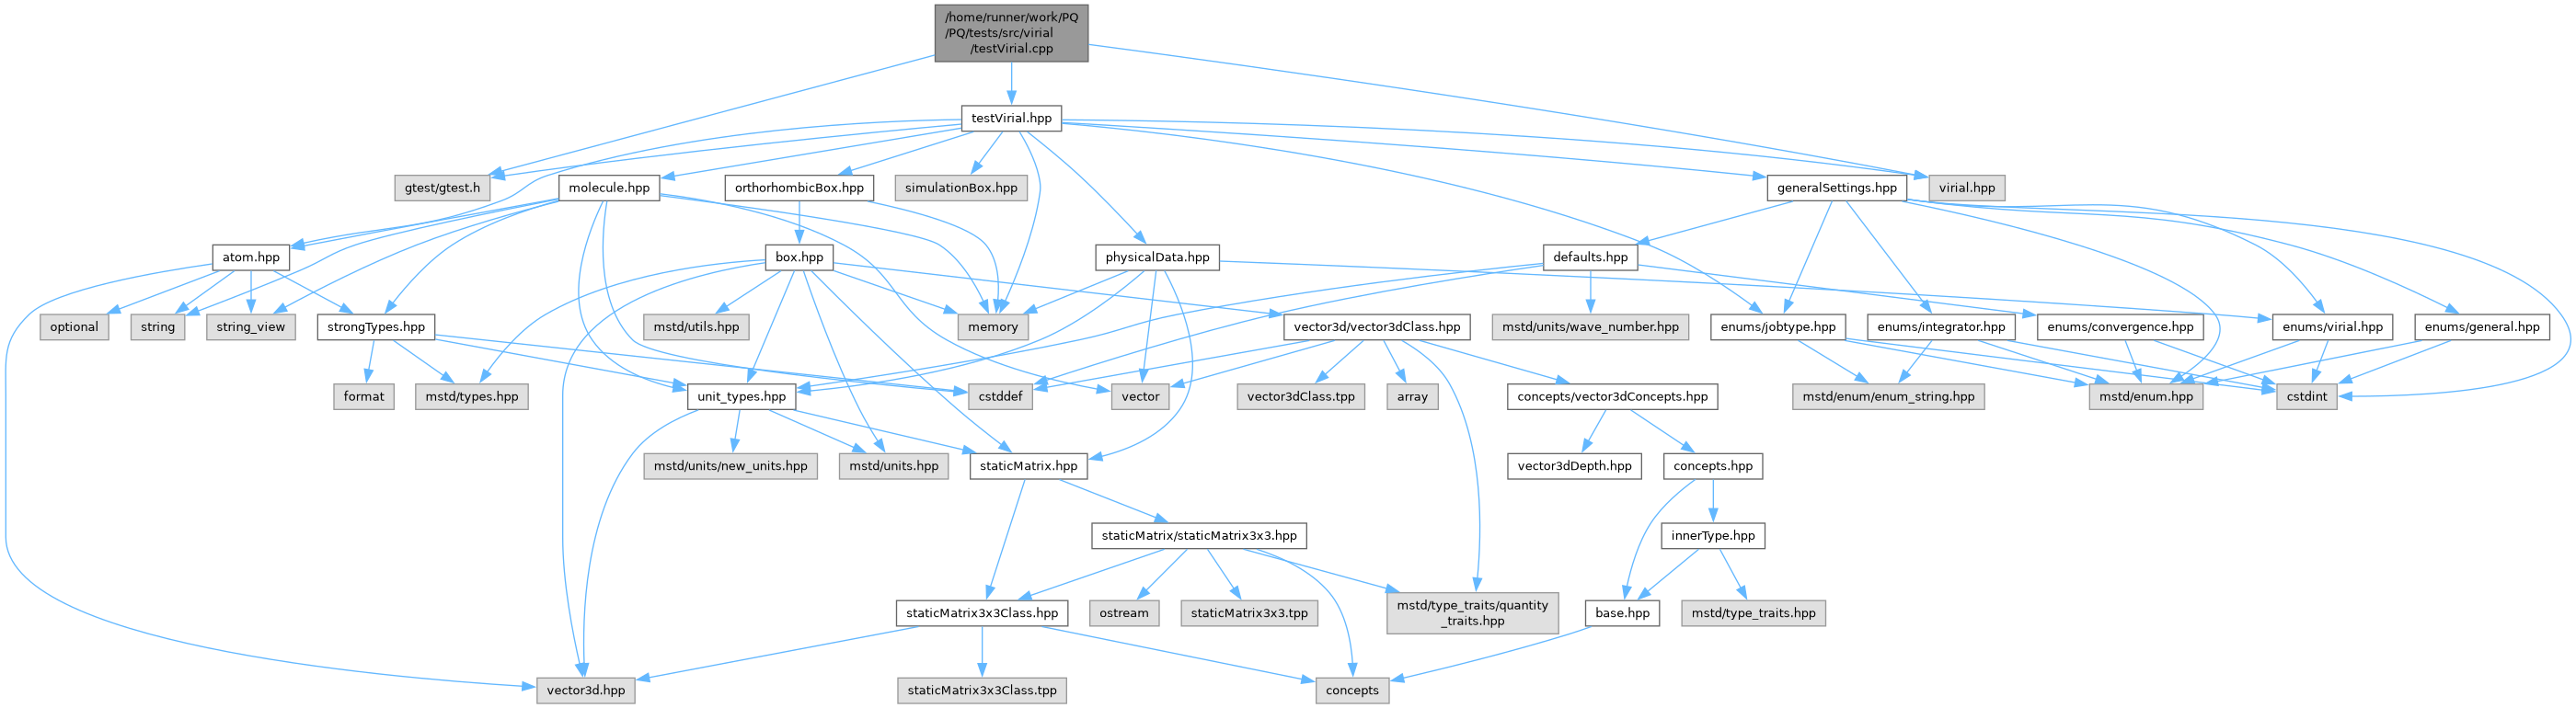 /home/runner/work/PQ
/PQ/tests/src/virial
/testVirial.cpp
testVirial.hpp
gtest/gtest.h
molecule.hpp
orthorhombicBox.hpp
simulationBox.hpp
generalSettings.hpp
virial.hpp
atom.hpp
box.hpp
physicalData.hpp
defaults.hpp
optional
string
string_view
strongTypes.hpp
mstd/utils.hpp
memory
vector3d/vector3dClass.hpp
mstd/units/wave_number.hpp
enums/jobtype.hpp
enums/integrator.hpp
enums/convergence.hpp
enums/virial.hpp
enums/general.hpp
format
mstd/types.hpp
unit_types.hpp
cstddef
vector
vector3dClass.tpp
array
concepts/vector3dConcepts.hpp
mstd/enum/enum_string.hpp
mstd/enum.hpp
cstdint
mstd/units/new_units.hpp
mstd/units.hpp
staticMatrix.hpp
vector3dDepth.hpp
concepts.hpp
staticMatrix/staticMatrix3x3.hpp
innerType.hpp
staticMatrix3x3Class.hpp
ostream
staticMatrix3x3.tpp
mstd/type_traits/quantity
_traits.hpp
base.hpp
mstd/type_traits.hpp
vector3d.hpp
staticMatrix3x3Class.tpp
concepts